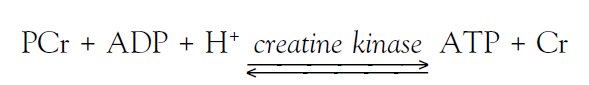 PCr + ADP + H⁺ creatine kinase ATP + Cr